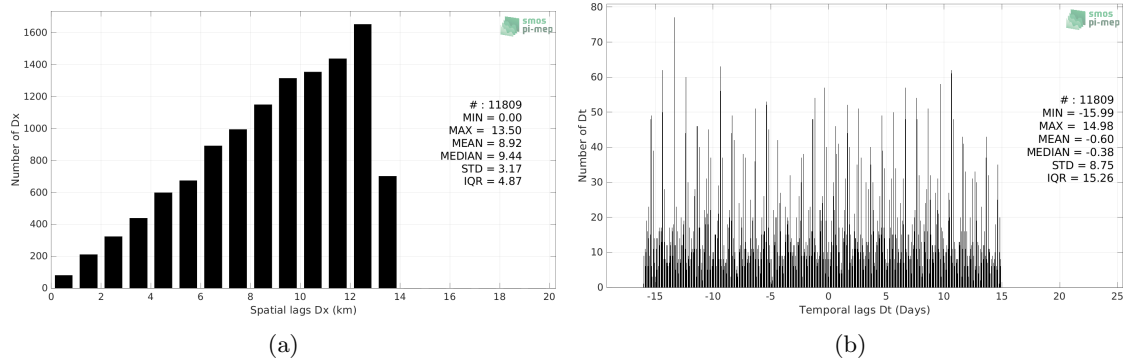 smos
pi-mep
1600
1400
1200
1000
800
600
400
200
0
Number of Dx
# : 11809
MIN = 0.00
MAX = 13.50
MEAN = 8.92
MEDIAN = 9.44
STD = 3.17
IQR = 4.87
0 2 4 6 8 10 12 14 16 18 20
Spatial lags Dx (km)
(a)
smos
pi-mep
80
70
60
50
40
30
20
10
0
Number of Dt
# : 11809
MIN = -15.99
MAX = 14.98
MEAN = -0.60
MEDIAN = -0.38
STD = 8.75
IQR = 15.26
-15 -10 -5 0 5 10 15 20 25
Temporal lags Dt (Days)
(b)